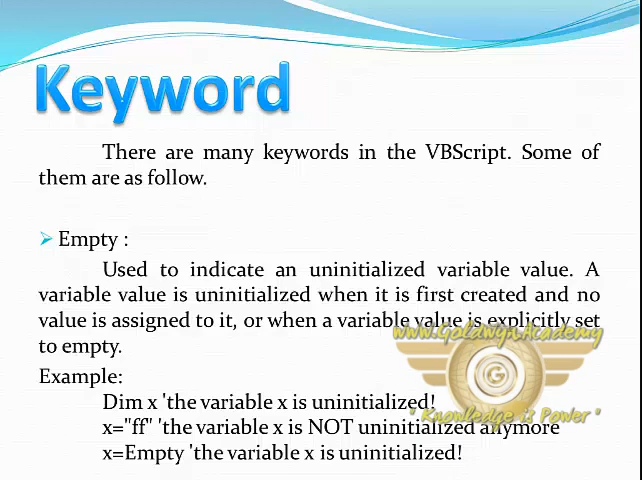 Keyword
There are many keywords in the VBScript. Some of
them are as follow.
Empty :
Used to indicate an uninitialized variable value. A
variable value is uninitialized when it is first created and no
value is assigned to it, or when a variable value is explicitly set
to empty.
www.GoldwynAcademy
Example:
G
Dim x 'the variable x is uninitialized!
" Knowledge is Power "
x="ff" 'the variable x is NOT uninitialized anymore
x=Empty 'the variable x is uninitialized!